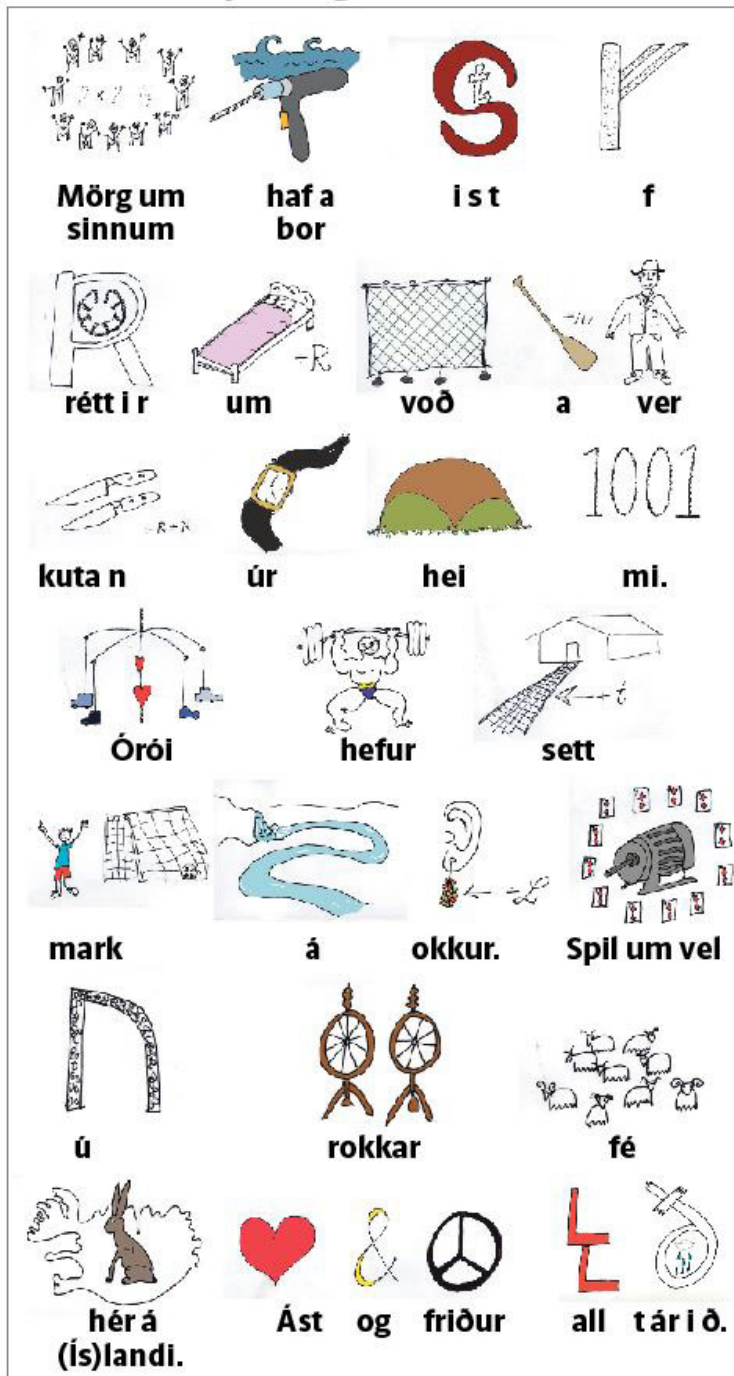 Mörg um sinnum haf a bor i s t f
rétt i r um voð a ver
-R -m
kuta n úr hei mi.
-R+N 1001
Órói hefur sett
+t
mark á okkur. Spil um vel
-L
ú rokkar fé
hér á (Ís)landi. Ást og friður all t ár i ð.
&